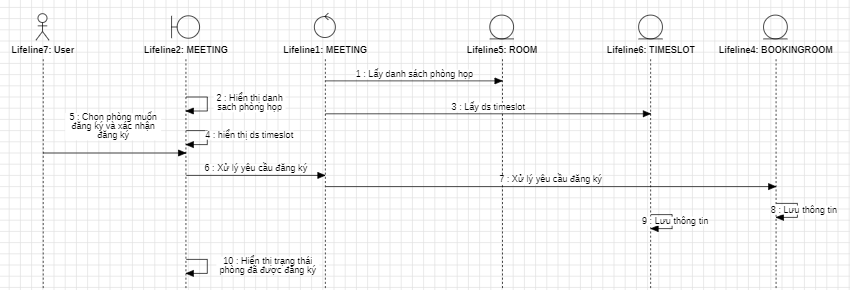 Lifeline7: User
Lifeline2: MEETING
Lifeline1: MEETING
Lifeline5: ROOM
Lifeline6: TIMESLOT
Lifeline4: BOOKINGROOM
1 : Lấy danh sách phòng họp
2 : Hiển thị danh
sach phòng họp
3 : Lấy ds timeslot
5 : Chọn phòng muốn
đăng ký và xác nhận
đăng ký
4 : hiển thị ds timeslot
6 : Xử lý yêu cầu đăng ký
7 : Xử lý yêu cầu đăng ký
8 : Lưu thông tin
9 : Lưu thông tin
10 : Hiển thị trạng thái
phòng đã được đăng ký